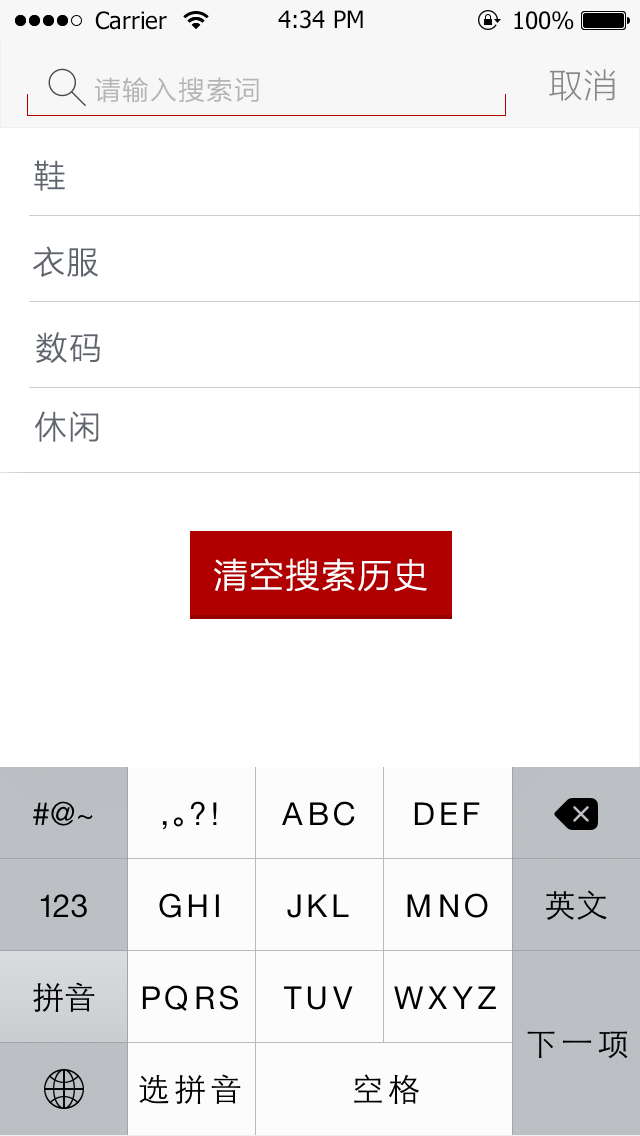 Carrier 4:34 PM 100%
请输入搜索词 取消
鞋
衣服
数码
休闲
清空搜索历史
#@~ ,。?! ABC DEF
123 GHI JKL MNO 英文
拼音 PQRS TUV WXYZ
下一项
选拼音 空格